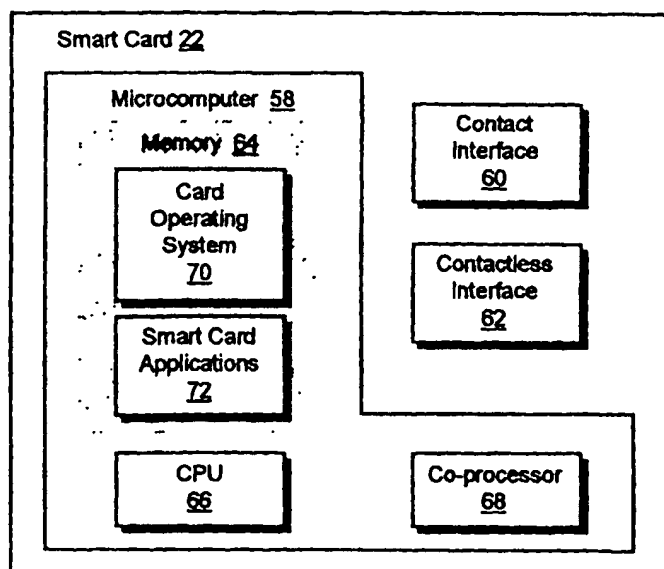 Smart Card 22
Microcomputer 58
Memory 64
Card
Operating
System
70
Smart Card
Applications
72
CPU
66
Contact
Interface
60
Contactless
Interface
62
Co-processor
68